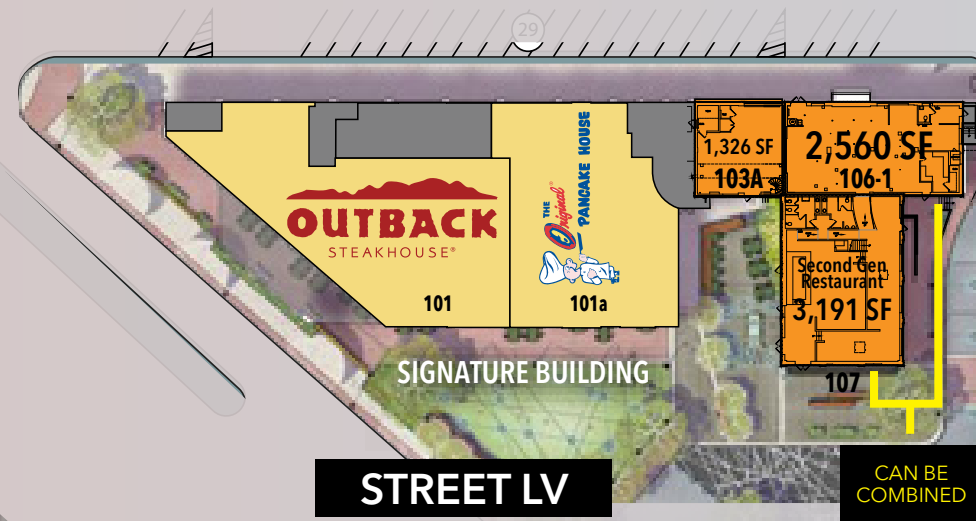 29
OUTBACK
STEAKHOUSE®
101
THE
Original®
PANCAKE HOUSE
101a
1,326 SF
103A
2,560 SF
106-1
Second Gen
Restaurant
3,191 SF
107
SIGNATURE BUILDING
STREET LV
CAN BE
COMBINED